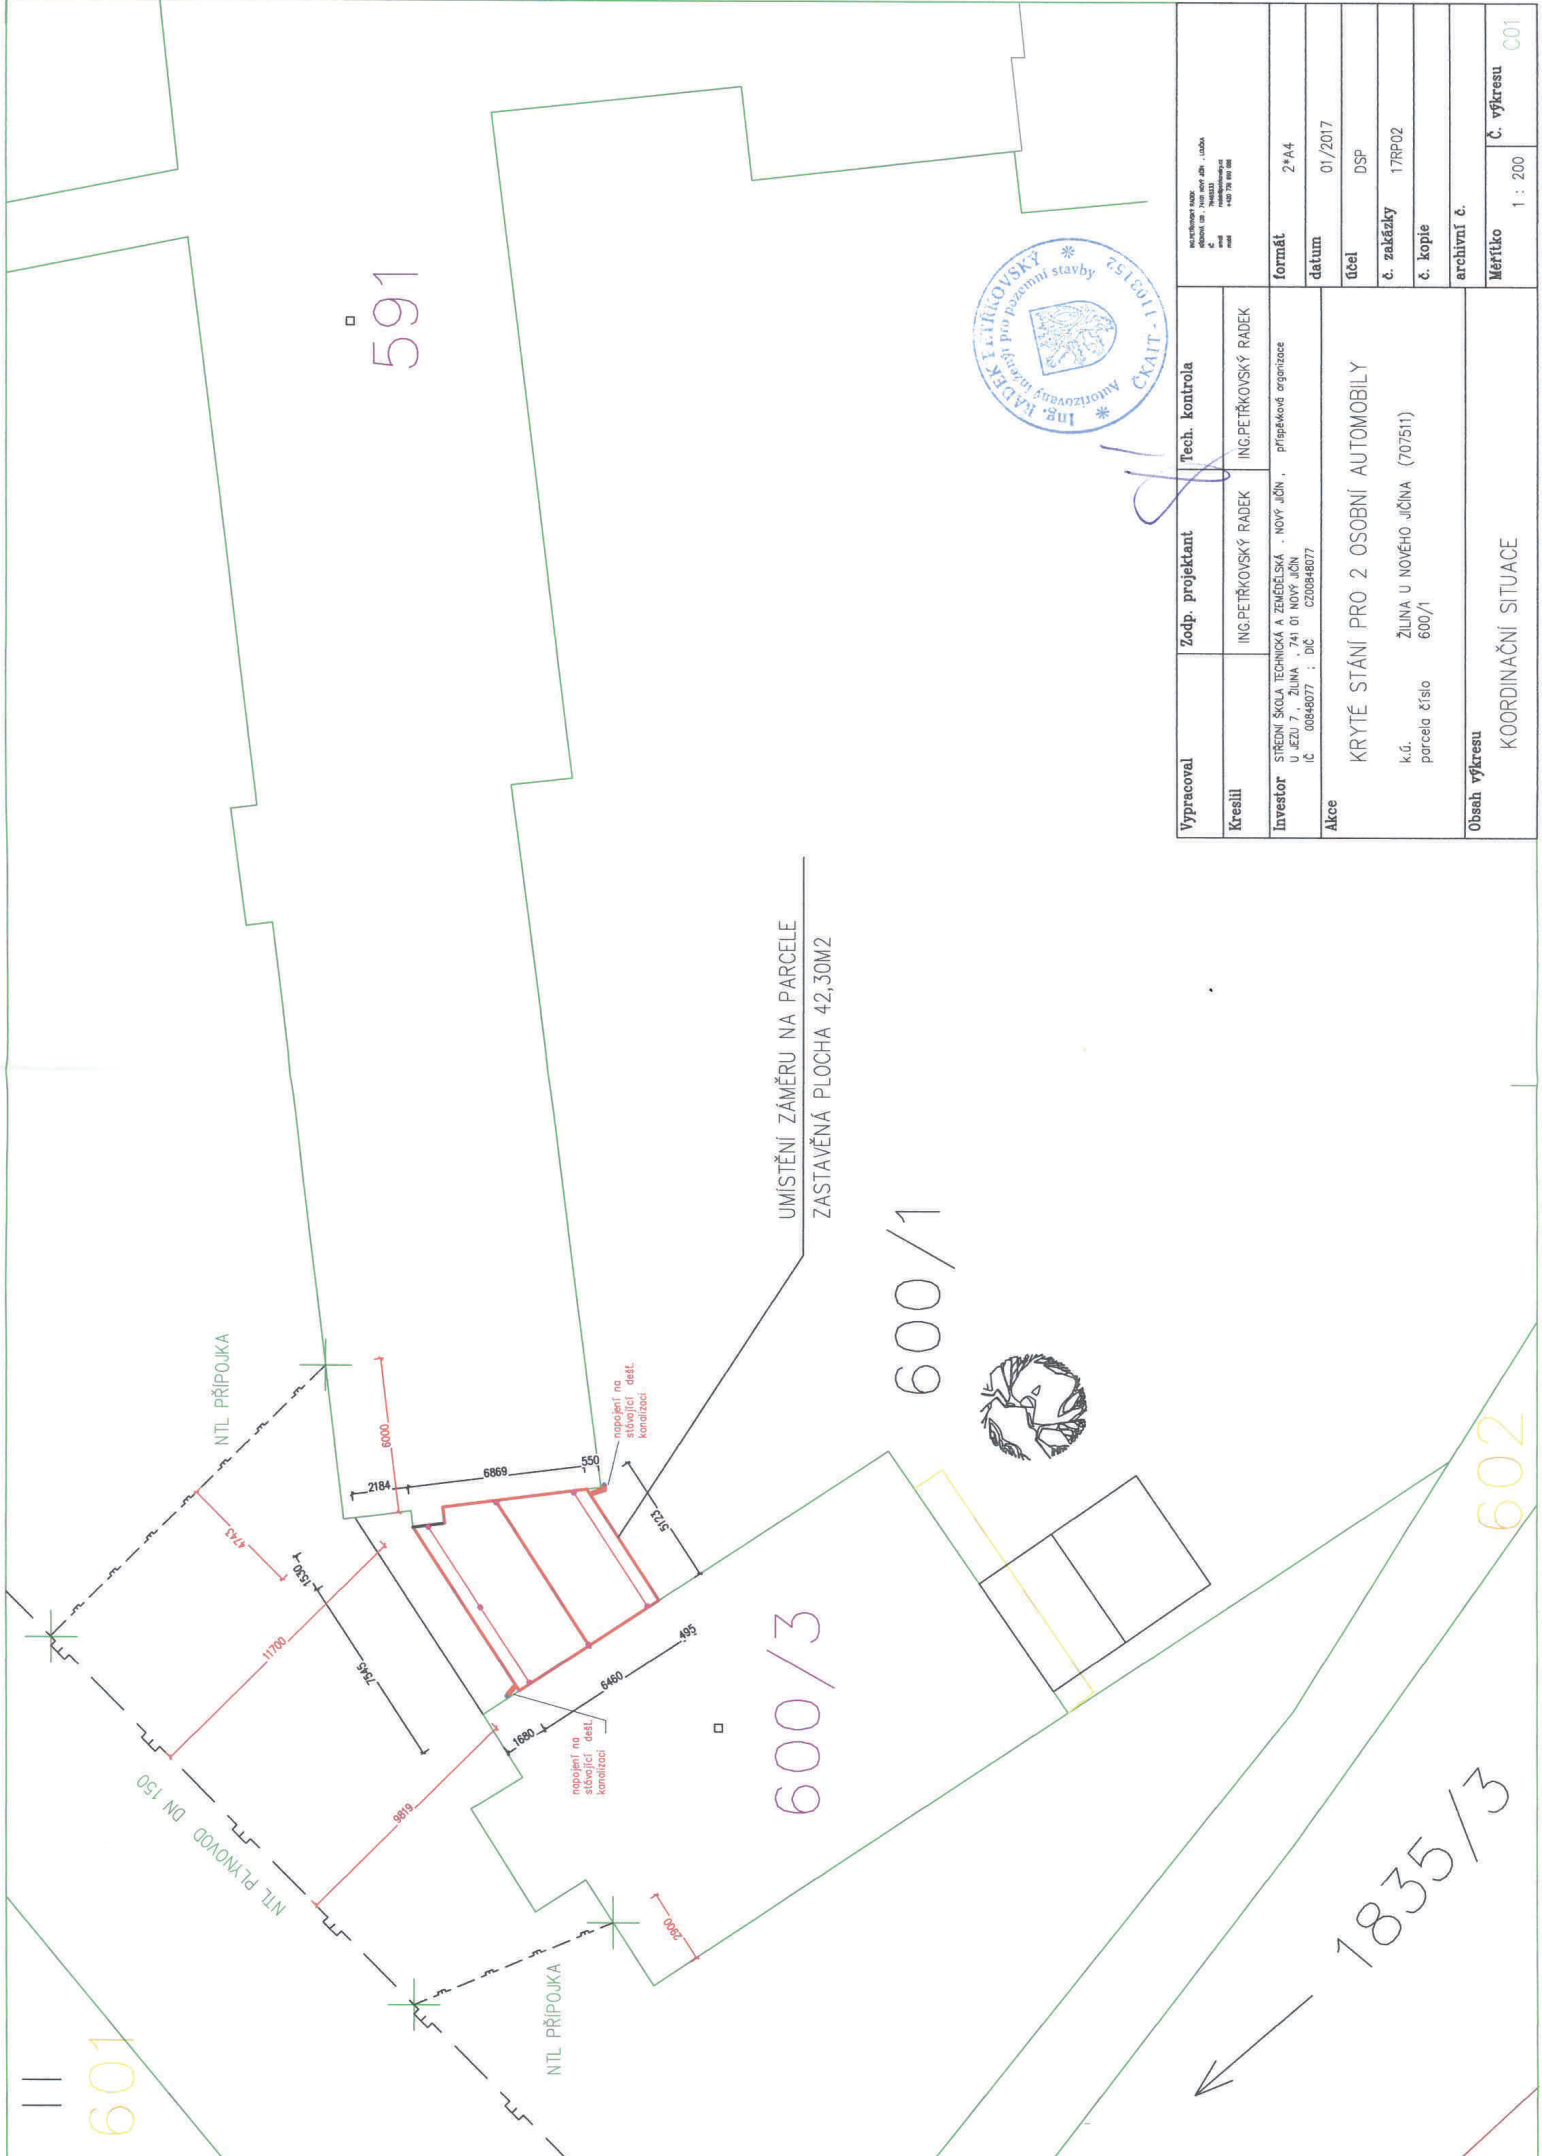 601
NTL PŘÍPOJKA
NTL PLYNOVOD DN 150
NTL PŘÍPOJKA
591
4743
11700
9819
6000
2900
2184
6869
550
1530
7545
5123
1680
6460
495
napojení na
stávající dešť.
kanalizaci
napojení na
stávající dešť.
kanalizaci
UMÍSTĚNÍ ZÁMĚRU NA PARCELE
ZASTAVĚNÁ PLOCHA 42,30M2
600/3
600/1
602
1835/3
Ing. RADEK PETŘKOVSKÝ
Autorizovaný inženýr pro pozemní stavby
ČKAIT - 1103152
Vypracoval
Zodp. projektant
Tech. kontrola
Kreslil
ING.PETŘKOVSKÝ RADEK
ING.PETŘKOVSKÝ RADEK
Investor
STŘEDNÍ ŠKOLA TECHNICKÁ A ZEMĚDĚLSKÁ . NOVÝ JIČÍN , příspěvková organizace
U JEZU 7 , ŽILINA , 741 01 NOVÝ JIČÍN
IČ 00848077 ; DIČ CZ00848077
Akce
KRYTÉ STÁNÍ PRO 2 OSOBNÍ AUTOMOBILY
k.ú. ŽILINA U NOVÉHO JIČÍNA (707511)
parcela číslo 600/1
Obsah výkresu
KOORDINAČNÍ SITUACE
formát 2*A4
datum 01/2017
účel DSP
č. zakázky 17RP02
č. kopie
archivní č.
Měřítko 1 : 200
Č. výkresu C01